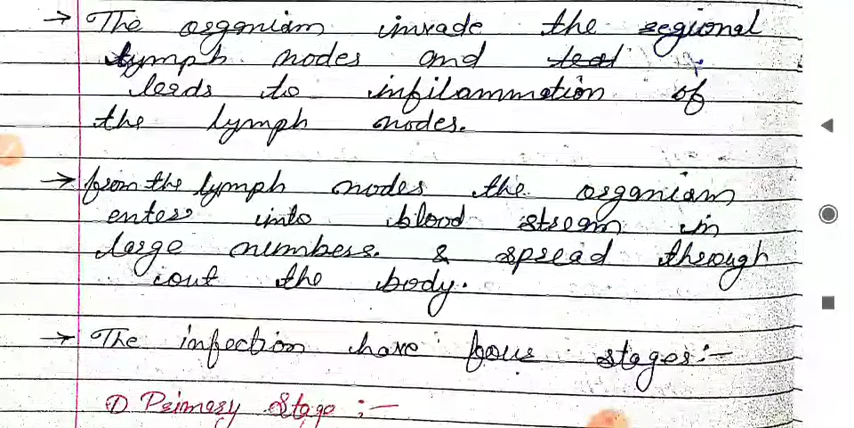 → The organism invade the regional
lymph nodes and
leads to infilammation of
the lymph nodes.
→ from the lymph nodes the organism
enters into blood stream in
large numbers. & spread through
out the body.
→ The infection have four stages:-
① Primary Stage :-